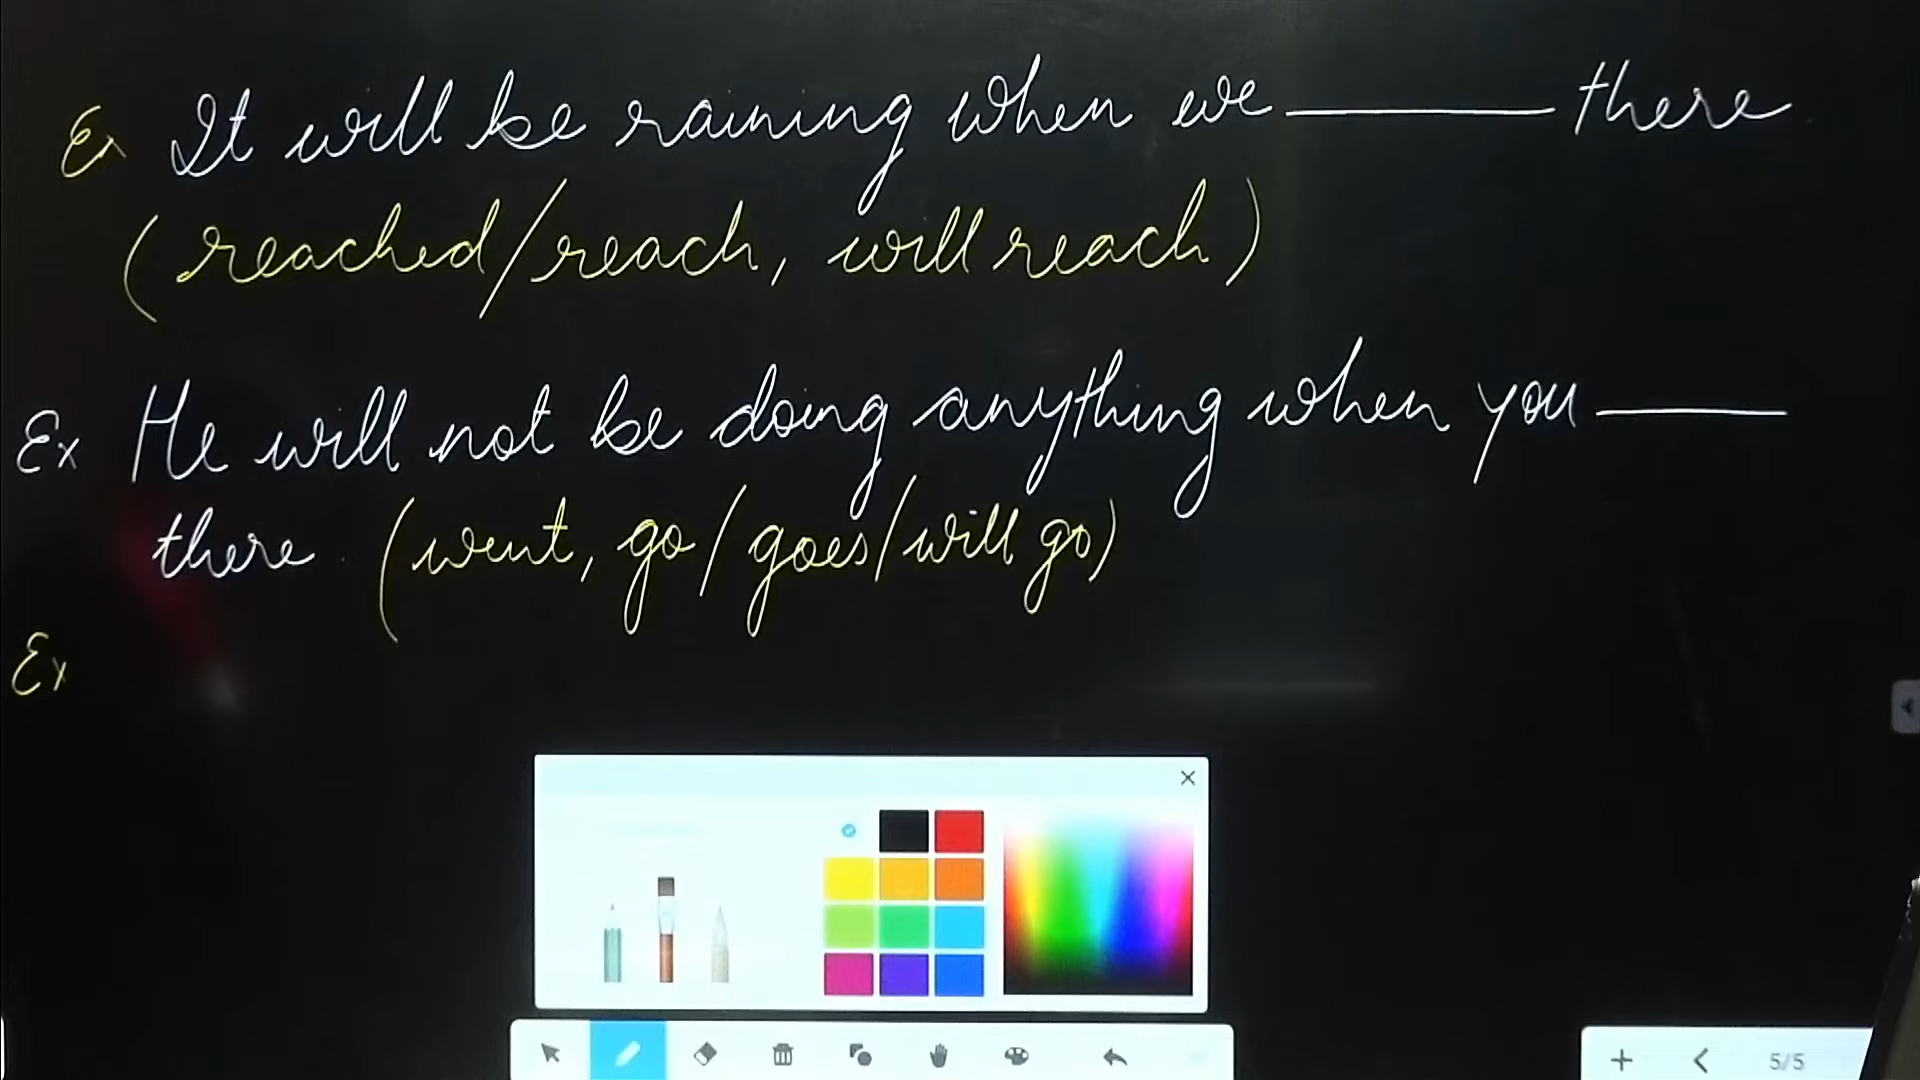 Ex It will be raining when we ______ there
(reached/reach, will reach)
Ex He will not be doing anything when you ______
there. (went, go/goes/will go)
Ex
5/5